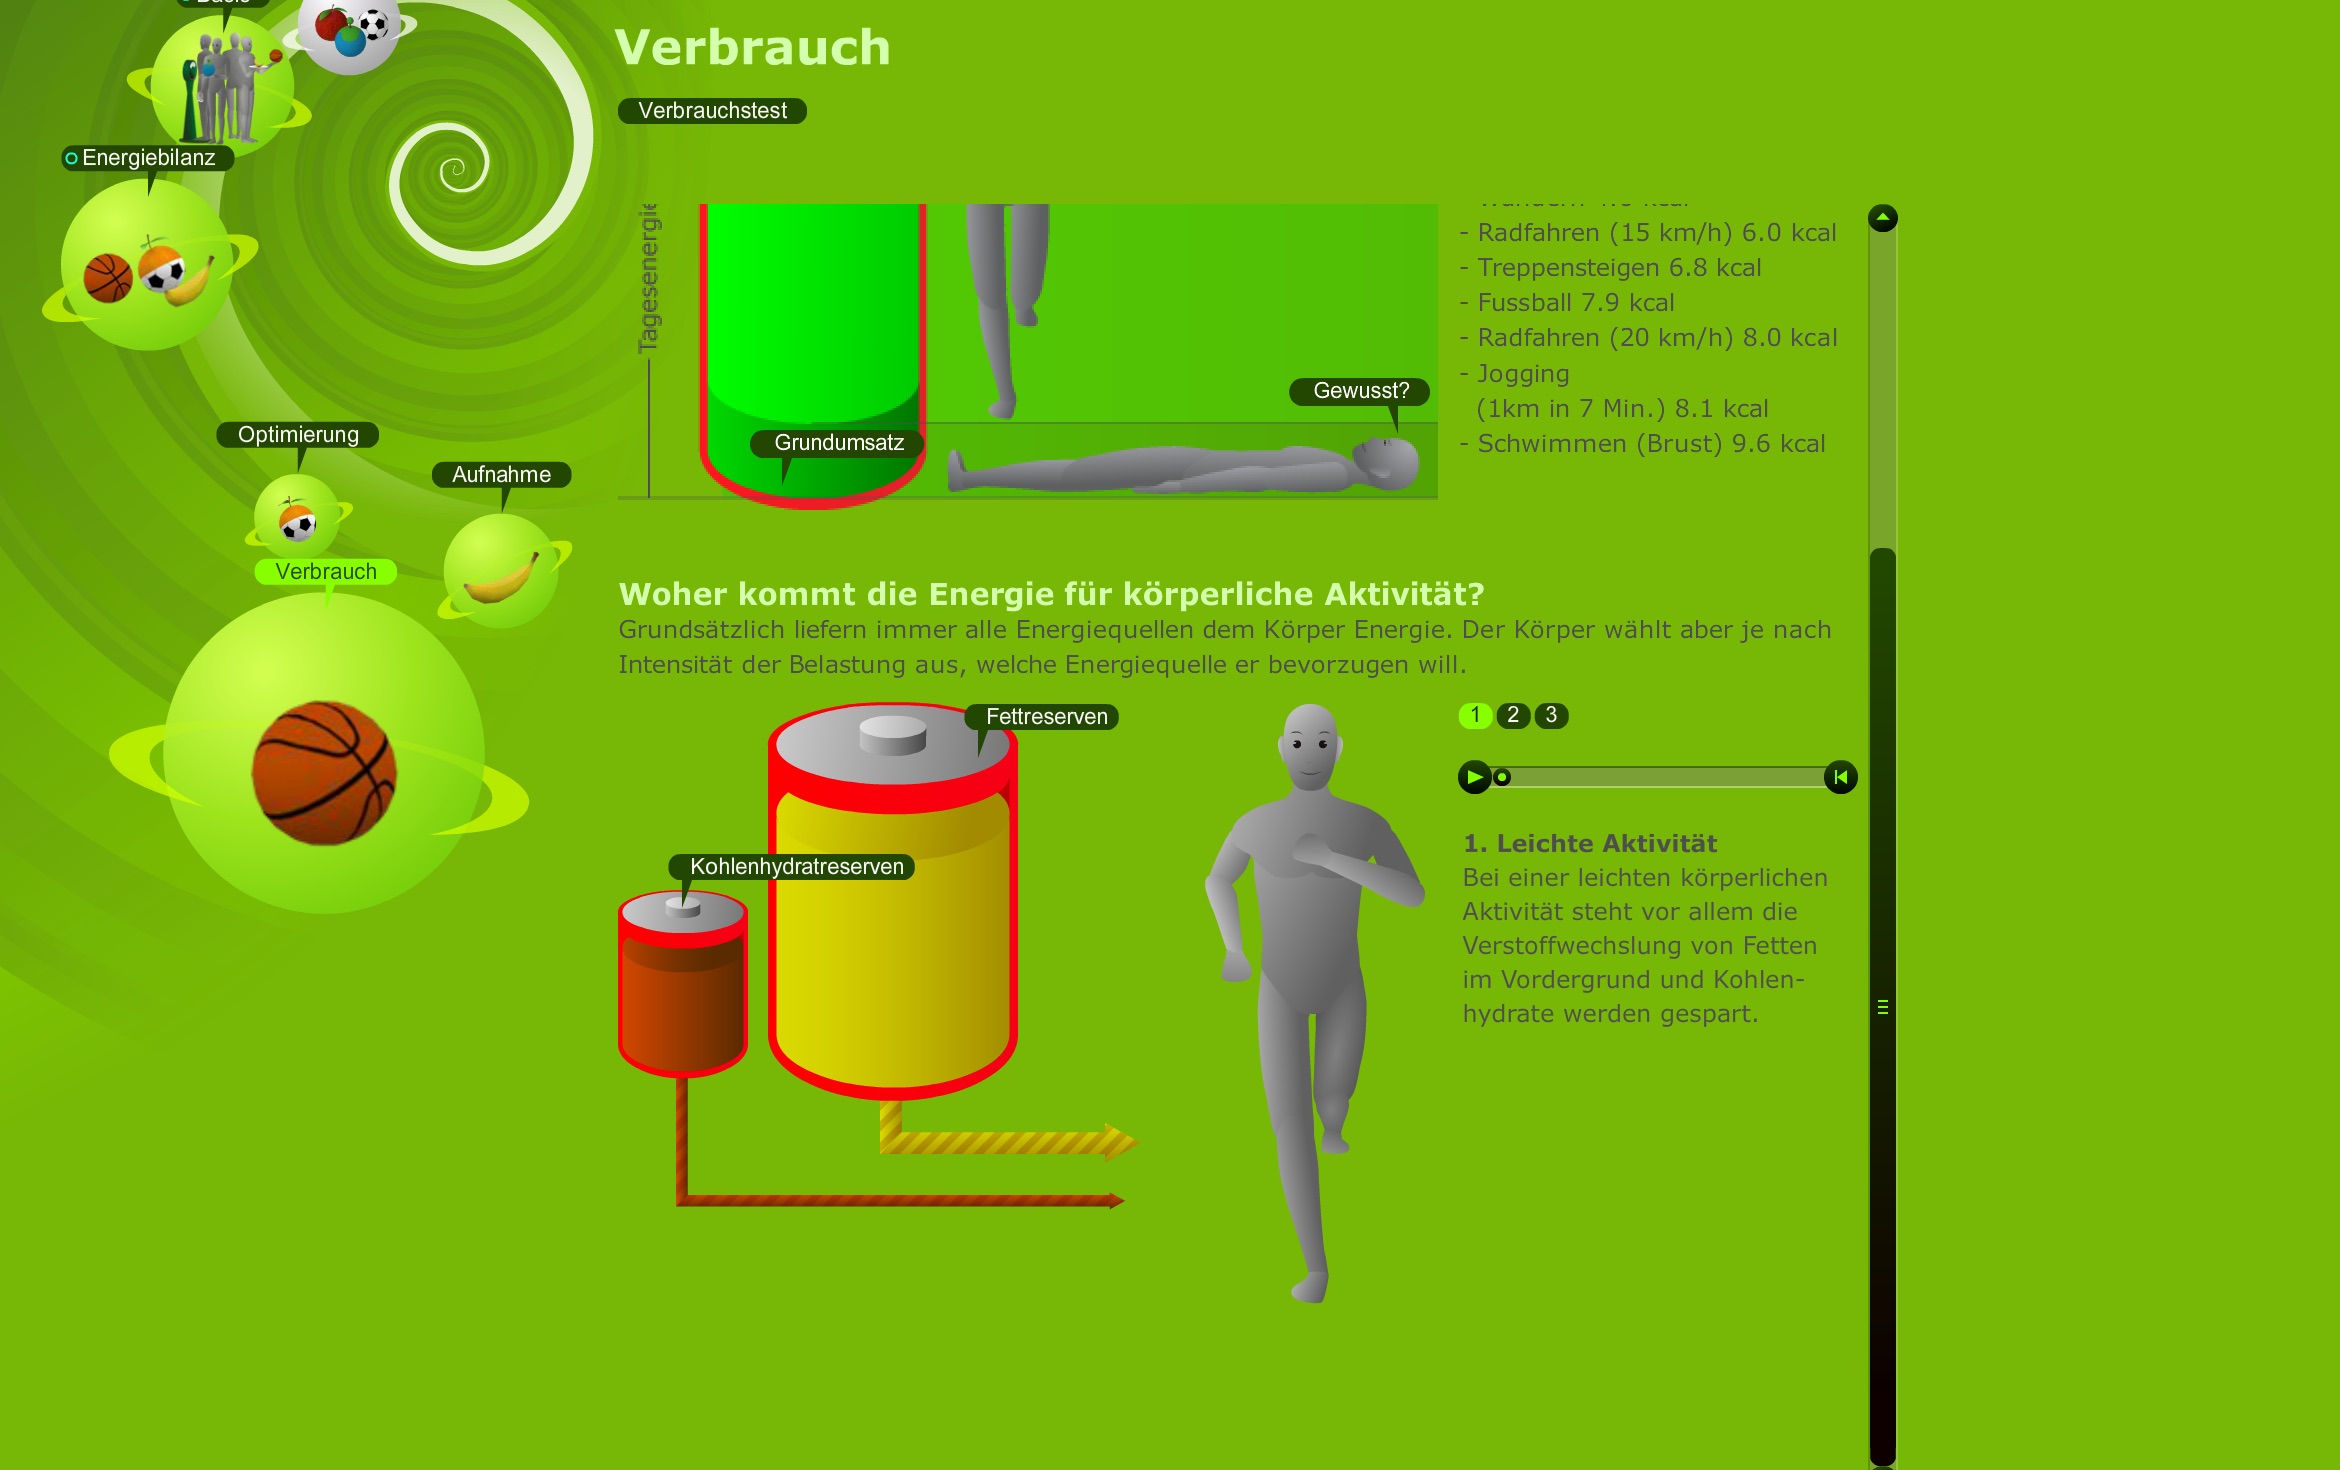 Verbrauch
Verbrauchstest
Energiebilanz
Optimierung
Aufnahme
Verbrauch
Tagesenergie
Grundumsatz
Gewusst?
- Radfahren (15 km/h) 6.0 kcal
- Treppensteigen 6.8 kcal
- Fussball 7.9 kcal
- Radfahren (20 km/h) 8.0 kcal
- Jogging
(1km in 7 Min.) 8.1 kcal
- Schwimmen (Brust) 9.6 kcal
Woher kommt die Energie für körperliche Aktivität?
Grundsätzlich liefern immer alle Energiequellen dem Körper Energie. Der Körper wählt aber je nach
Intensität der Belastung aus, welche Energiequelle er bevorzugen will.
Fettreserven
Kohlenhydratreserven
1 2 3
1. Leichte Aktivität
Bei einer leichten körperlichen
Aktivität steht vor allem die
Verstoffwechslung von Fetten
im Vordergrund und Kohlen-
hydrate werden gespart.